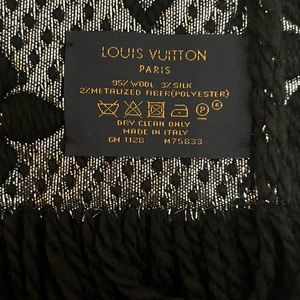 LOUIS VUITTON
PARIS
95% WOOL 3% SILK
2%METALIZED FIBER(POLYESTER)
P
DRY CLEAN ONLY
MADE IN ITALY
GM 1128 M75833